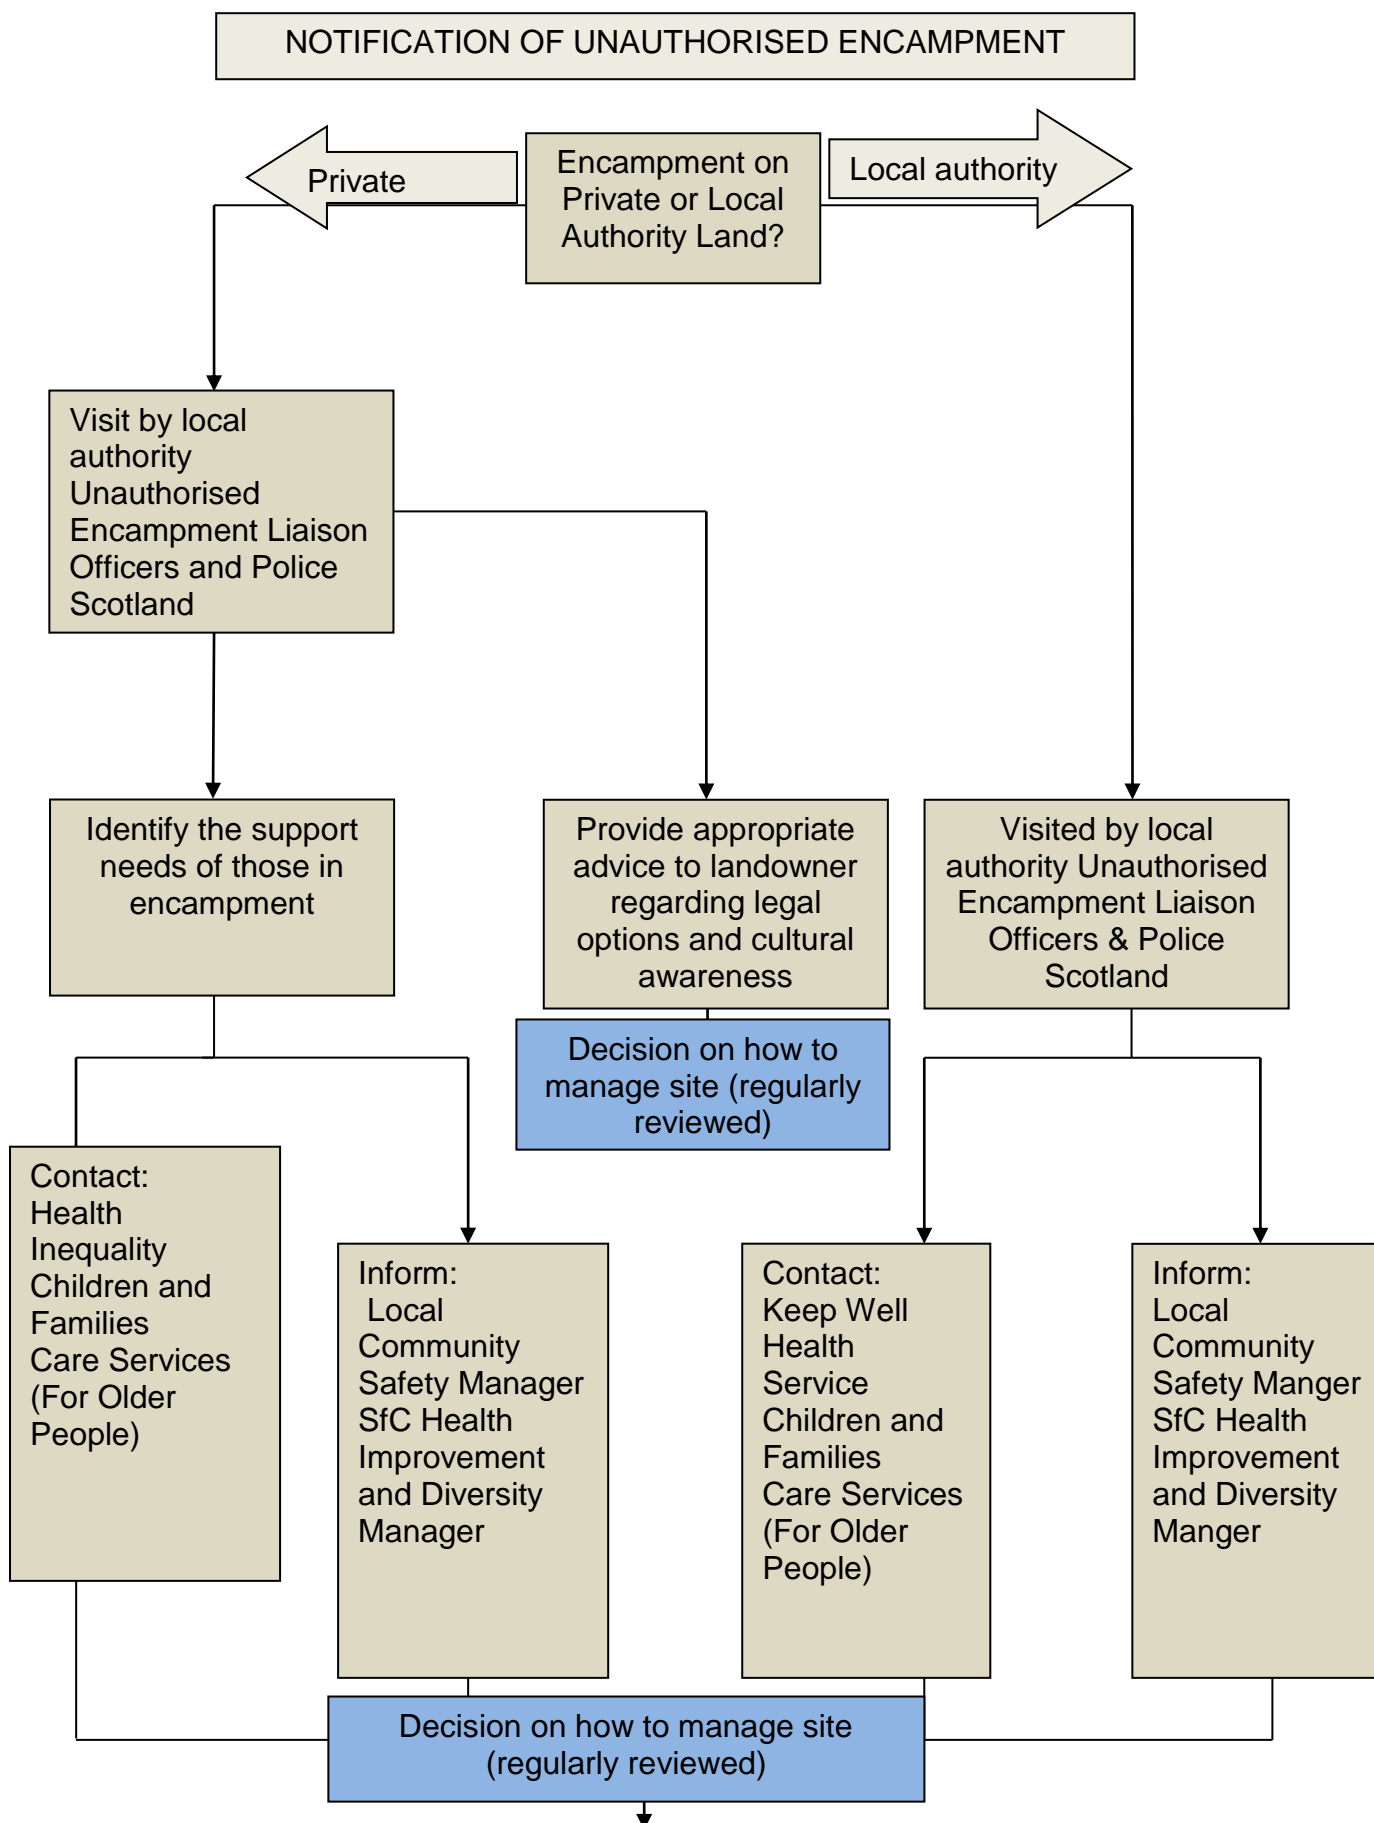 NOTIFICATION OF UNAUTHORISED ENCAMPMENT
Private
Encampment on
Private or Local
Authority Land?
Local authority
Visit by local
authority
Unauthorised
Encampment Liaison
Officers and Police
Scotland
Identify the support
needs of those in
encampment
Provide appropriate
advice to landowner
regarding legal
options and cultural
awareness
Visited by local
authority Unauthorised
Encampment Liaison
Officers & Police
Scotland
Decision on how to
manage site (regularly
reviewed)
Contact:
Health
Inequality
Children and
Families
Care Services
(For Older
People)
Inform:
Local
Community
Safety Manager
SfC Health
Improvement
and Diversity
Manager
Contact:
Keep Well
Health
Service
Children and
Families
Care Services
(For Older
People)
Inform:
Local
Community
Safety Manger
SfC Health
Improvement
and Diversity
Manger
Decision on how to manage site
(regularly reviewed)